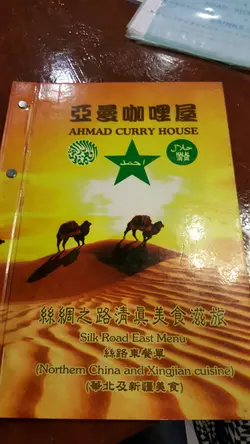 亞曼咖哩屋
AHMAD CURRY HOUSE
احمد
حلال
絲綢之路清真美食滋旅
Silk Road East Menu
絲路東餐單
(Northern China and Xingjian cuisine)
(華北及新疆美食)